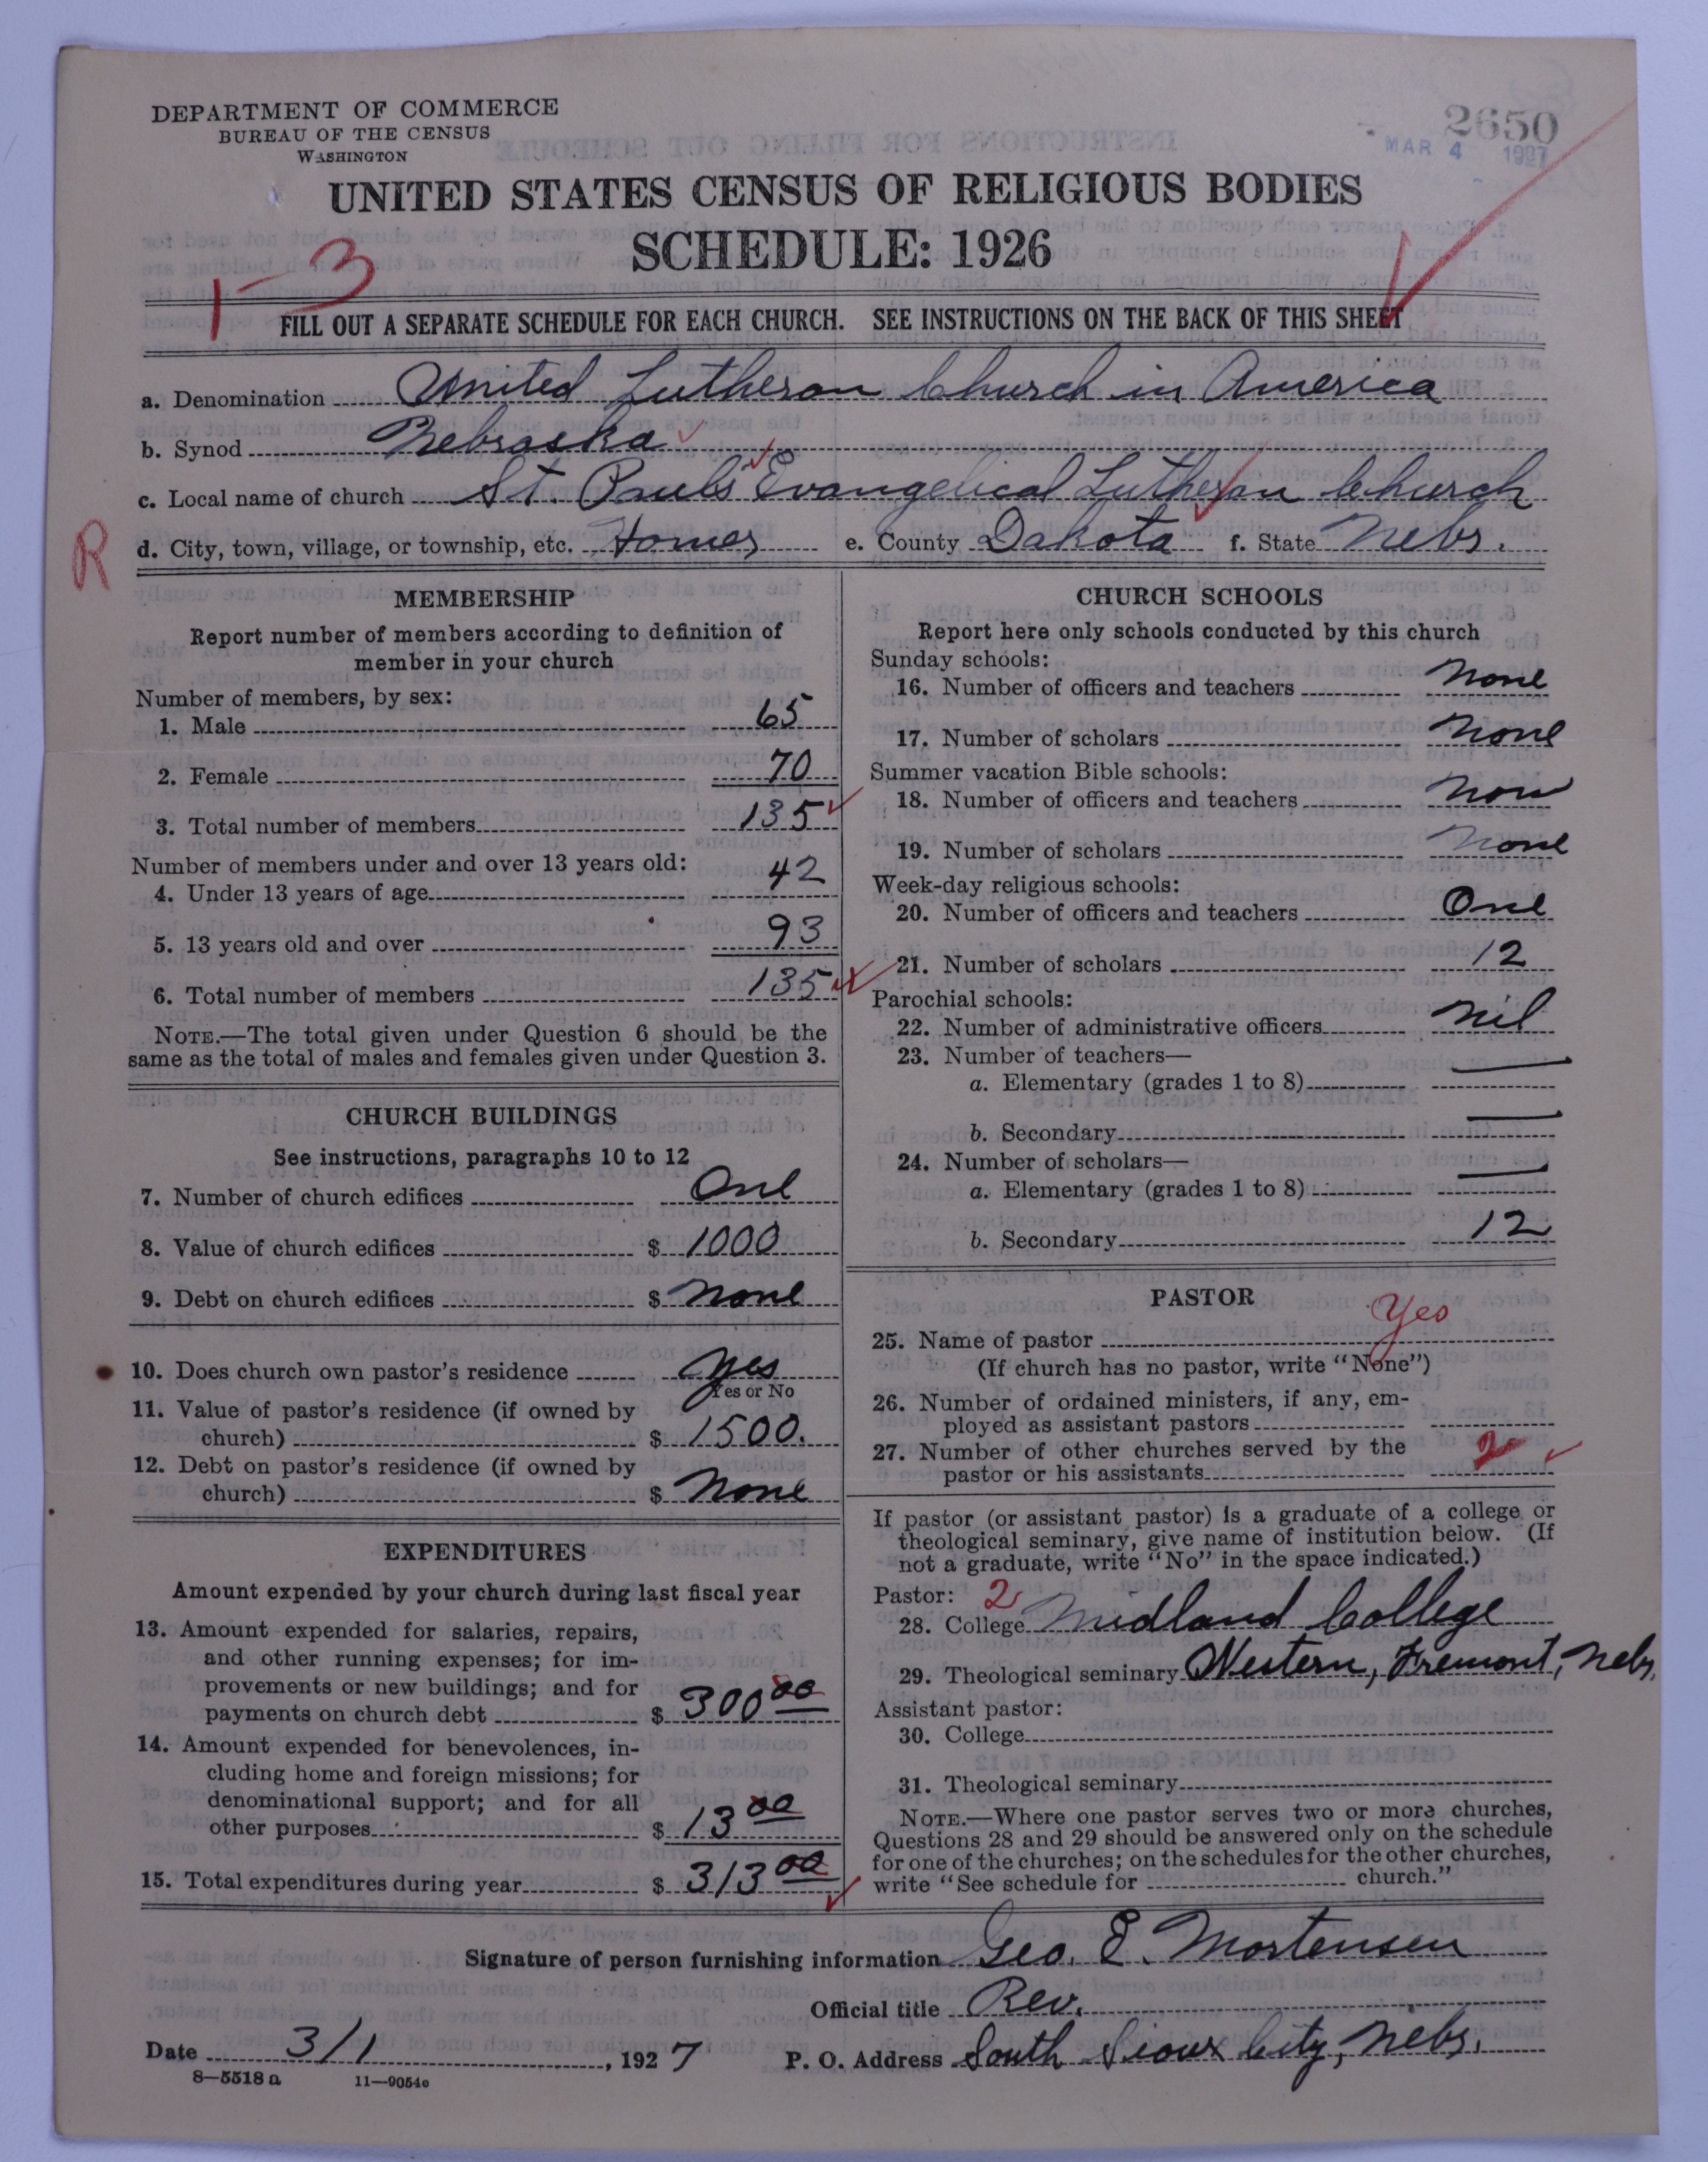 DEPARTMENT OF COMMERCE
BUREAU OF THE CENSUS
WASHINGTON
2650
MAR 4 1927
UNITED STATES CENSUS OF RELIGIOUS BODIES
SCHEDULE: 1926
1-3
FILL OUT A SEPARATE SCHEDULE FOR EACH CHURCH. SEE INSTRUCTIONS ON THE BACK OF THIS SHEET
a. Denomination United Lutheran Church in America
b. Synod Nebraska
c. Local name of church St. Paul's Evangelical Lutheran Church
R
d. City, town, village, or township, etc. Homer e. County Dakota f. State Nebr.
MEMBERSHIP
Report number of members according to definition of
member in your church
Number of members, by sex:
1. Male 65
2. Female 70
3. Total number of members 135
Number of members under and over 13 years old:
4. Under 13 years of age 42
5. 13 years old and over 93
6. Total number of members 135
NOTE.—The total given under Question 6 should be the
same as the total of males and females given under Question 3.
CHURCH BUILDINGS
See instructions, paragraphs 10 to 12
7. Number of church edifices One
8. Value of church edifices $ 1000
9. Debt on church edifices $ None
10. Does church own pastor's residence yes
Yes or No
11. Value of pastor's residence (if owned by
church) $ 1500.
12. Debt on pastor's residence (if owned by
church) $ None
EXPENDITURES
Amount expended by your church during last fiscal year
13. Amount expended for salaries, repairs,
and other running expenses; for im-
provements or new buildings; and for
payments on church debt $ 300 00
14. Amount expended for benevolences, in-
cluding home and foreign missions; for
denominational support; and for all
other purposes $ 13 00
15. Total expenditures during year $ 313 00
CHURCH SCHOOLS
Report here only schools conducted by this church
Sunday schools:
16. Number of officers and teachers None
17. Number of scholars None
Summer vacation Bible schools:
18. Number of officers and teachers Non
19. Number of scholars None
Week-day religious schools:
20. Number of officers and teachers One
21. Number of scholars 12
Parochial schools:
22. Number of administrative officers nil
23. Number of teachers—
a. Elementary (grades 1 to 8) —
b. Secondary —
24. Number of scholars—
a. Elementary (grades 1 to 8) —
b. Secondary 12
PASTOR
25. Name of pastor Yes
(If church has no pastor, write "None")
26. Number of ordained ministers, if any, em-
ployed as assistant pastors
27. Number of other churches served by the
pastor or his assistants 2
If pastor (or assistant pastor) is a graduate of a college or
theological seminary, give name of institution below. (If
not a graduate, write "No" in the space indicated.)
Pastor: 2
28. College Midland College
29. Theological seminary Western, Fremont, Nebr.
Assistant pastor:
30. College
31. Theological seminary
NOTE.—Where one pastor serves two or more churches,
Questions 28 and 29 should be answered only on the schedule
for one of the churches; on the schedules for the other churches,
write "See schedule for church."
Signature of person furnishing information Geo. E. Mortensen
Official title Rev.
Date 3/1, 1927 P. O. Address South Sioux City, Nebr.
8—5518 a 11—9054c